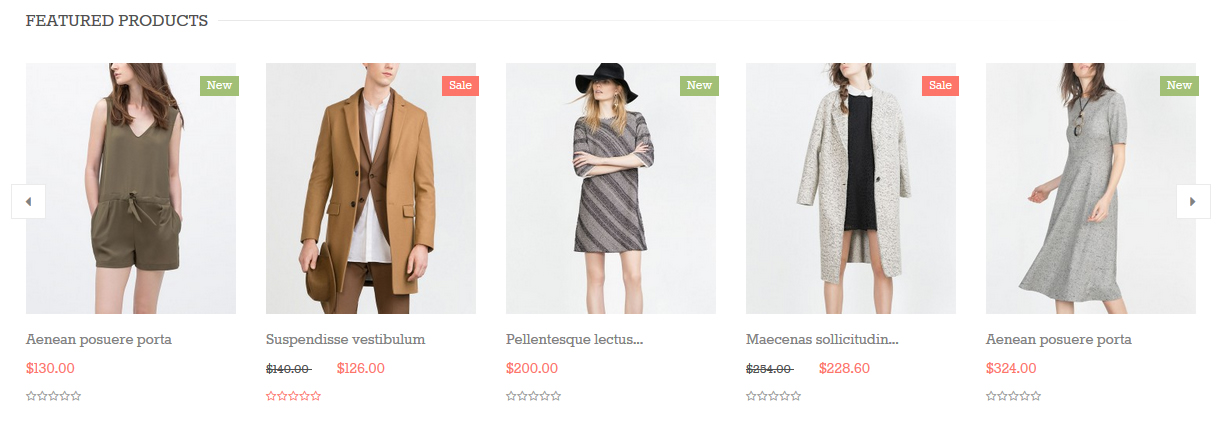 FEATURED PRODUCTS
New
Sale
New
Sale
New
Aenean posuere porta
Suspendisse vestibulum
Pellentesque lectus...
Maecenas sollicitudin...
Aenean posuere porta
$130.00
$140.00 $126.00
$200.00
$254.00 $228.60
$324.00